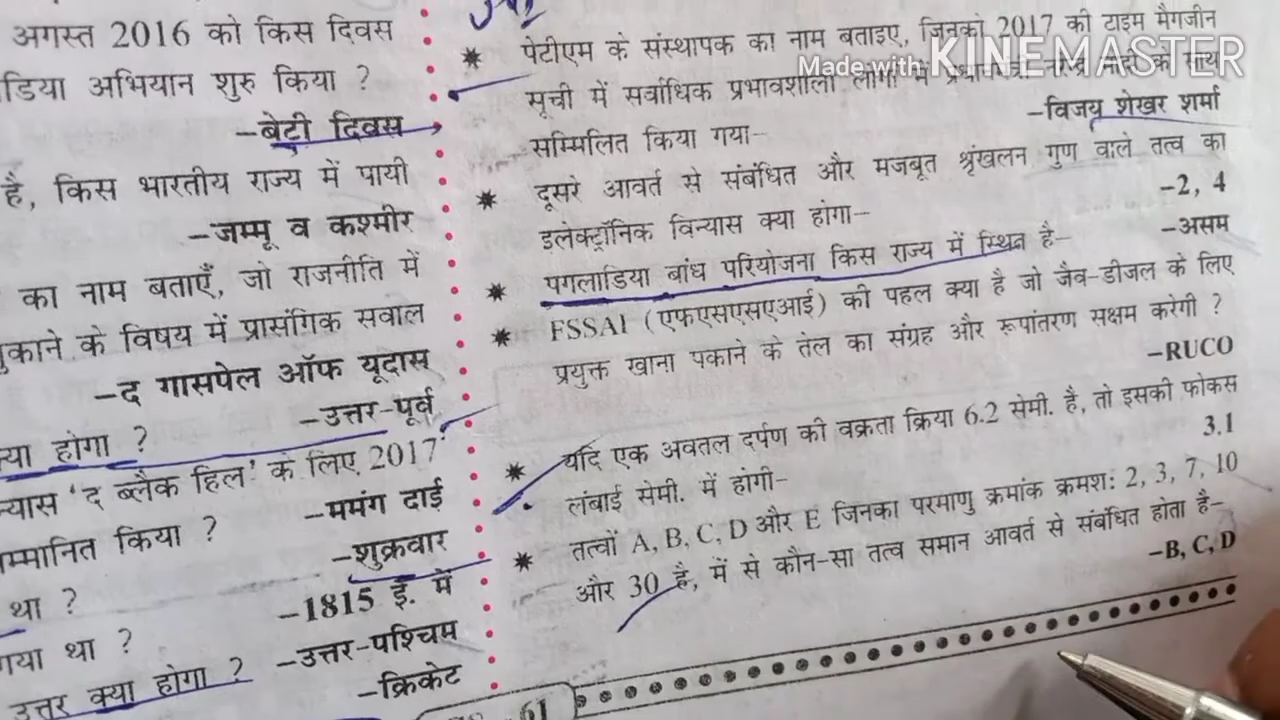 अगस्त 2016 को किस दिवस
डिया अभियान शुरु किया ?
–बेटी दिवस
है, किस भारतीय राज्य में पायी
–जम्मू व कश्मीर
का नाम बताएँ, जो राजनीति में
काने के विषय में प्रासंगिक सवाल
–द गासपेल ऑफ यूदास
–उत्तर-पूर्व
क्या होगा ?
न्यास 'द ब्लैक हिल' के लिए 2017
–ममंग दाई
म्मानित किया ?
–शुक्रवार
था ?
–1815 ई. में
गया था ?
–उत्तर-पश्चिम
उत्तर क्या होगा ?
–क्रिकेट
61
Made with KINEMASTER
* पेटीएम के संस्थापक का नाम बताइए, जिनको 2017 की टाइम मैगजीन
सूची में सर्वाधिक प्रभावशाली के साथ
सम्मिलित किया गया–
–विजय शेखर शर्मा
* दूसरे आवर्त से संबंधित और मजबूत श्रृंखलन गुण वाले तत्व का
इलेक्ट्रॉनिक विन्यास क्या होगा–
–2, 4
* पगलाडिया बांध परियोजना किस राज्य में स्थित है–
–असम
* FSSAI (एफएसएसएआई) की पहल क्या है जो जैव-डीजल के लिए
प्रयुक्त खाना पकाने के तेल का संग्रह और रूपांतरण सक्षम करेगी ?
–RUCO
* यदि एक अवतल दर्पण की वक्रता क्रिया 6.2 सेमी. है, तो इसकी फोकस
लंबाई सेमी. में होंगी–
3.1
* तत्वों A, B, C, D और E जिनका परमाणु क्रमांक क्रमश: 2, 3, 7, 10
और 30 है, में से कौन-सा तत्व समान आवर्त से संबंधित होता है–
–B, C, D